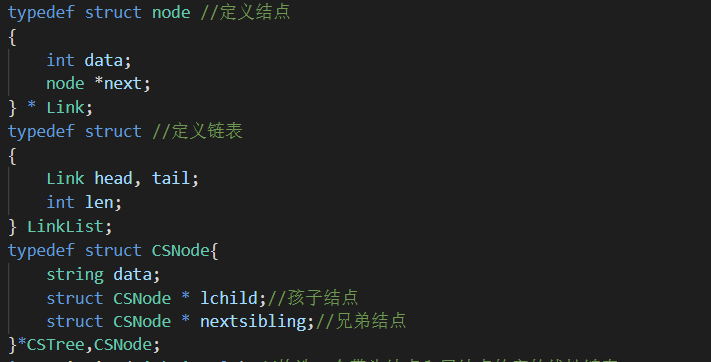 typedef struct node //定义结点
{
    int data;
    node *next;
} * Link;
typedef struct //定义链表
{
    Link head, tail;
    int len;
} LinkList;
typedef struct CSNode{
    string data;
    struct CSNode * lchild;//孩子结点
    struct CSNode * nextsibling;//兄弟结点
}*CSTree,CSNode;